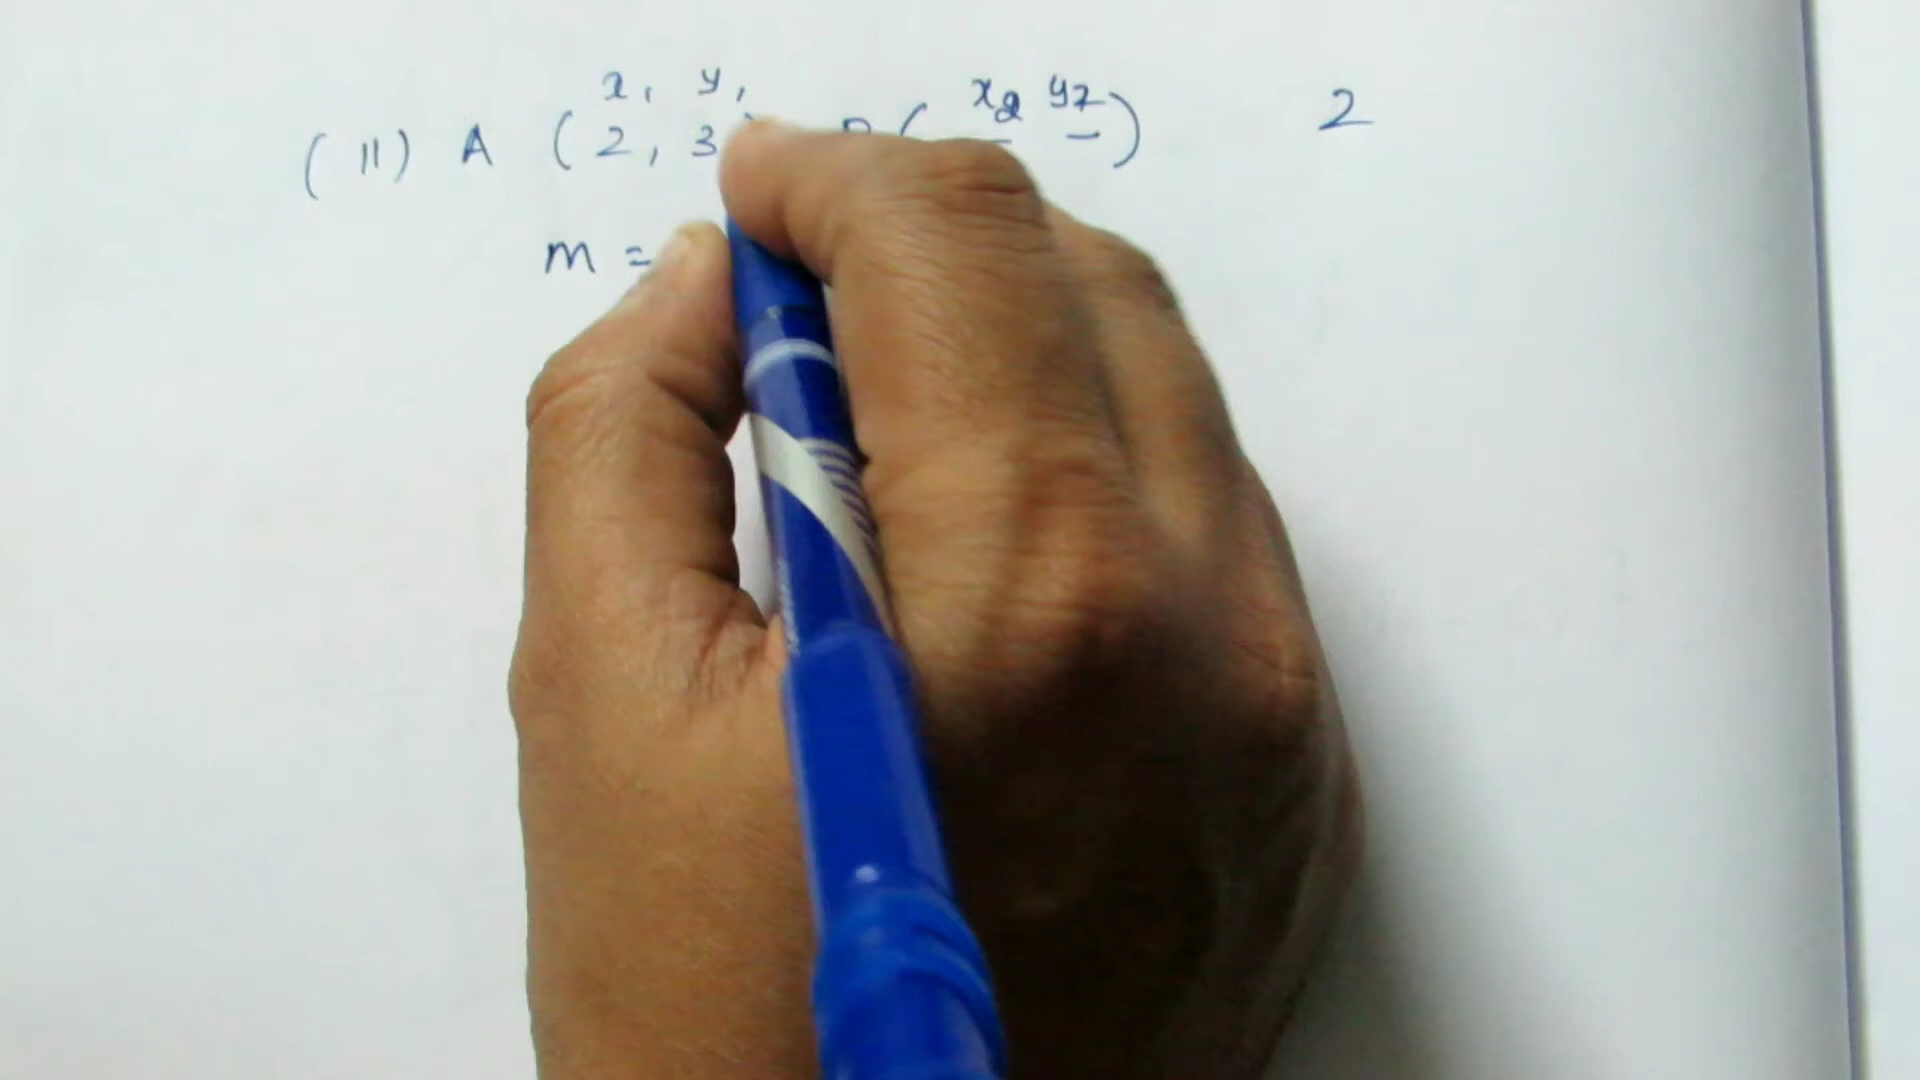 x₁ y₁ x₂ y₂
(II) A (2, 3 ( ) 2
m =